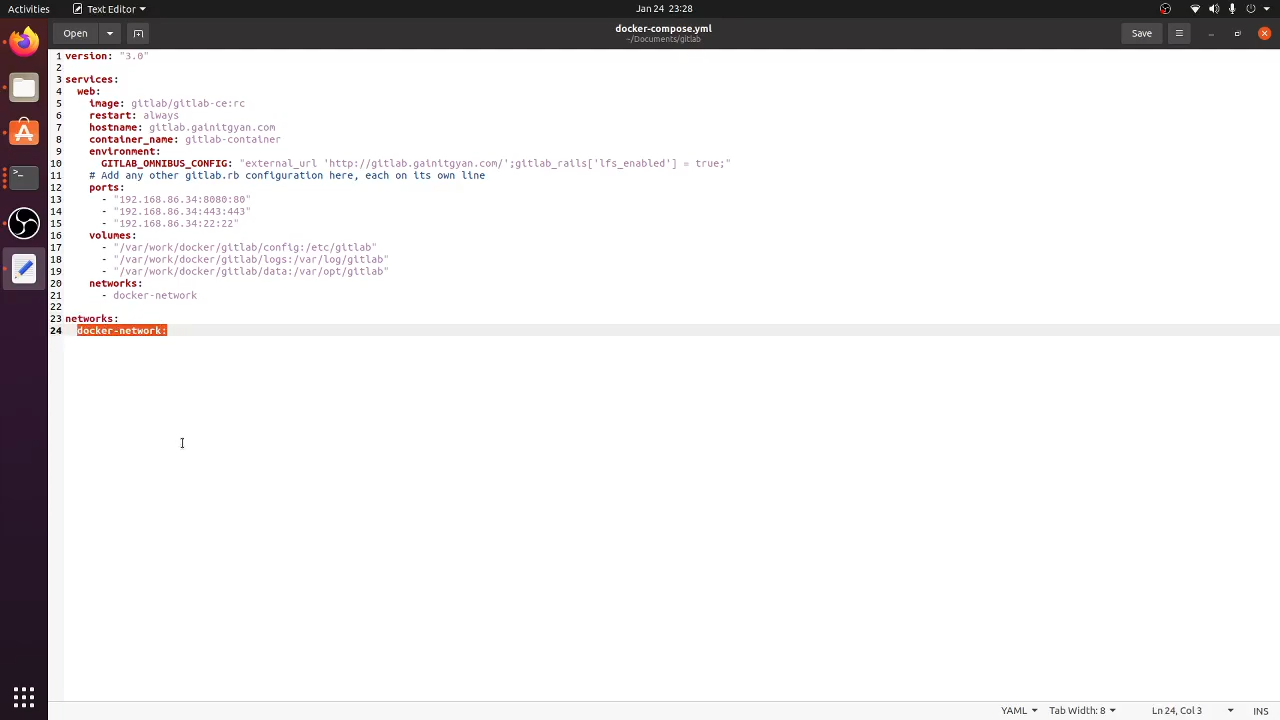 Activities
Text Editor
Jan 24  23:28
Open
docker-compose.yml
~/Documents/gitlab
Save
1 version: "3.0"
2
3 services:
4   web:
5     image: gitlab/gitlab-ce:rc
6     restart: always
7     hostname: gitlab.gainitgyan.com
8     container_name: gitlab-container
9     environment:
10       GITLAB_OMNIBUS_CONFIG: "external_url 'http://gitlab.gainitgyan.com/';gitlab_rails['lfs_enabled'] = true;"
11     # Add any other gitlab.rb configuration here, each on its own line
12     ports:
13       - "192.168.86.34:8080:80"
14       - "192.168.86.34:443:443"
15       - "192.168.86.34:22:22"
16     volumes:
17       - "/var/work/docker/gitlab/config:/etc/gitlab"
18       - "/var/work/docker/gitlab/logs:/var/log/gitlab"
19       - "/var/work/docker/gitlab/data:/var/opt/gitlab"
20     networks:
21       - docker-network
22
23 networks:
24   docker-network:
YAML
Tab Width: 8
Ln 24, Col 3
INS